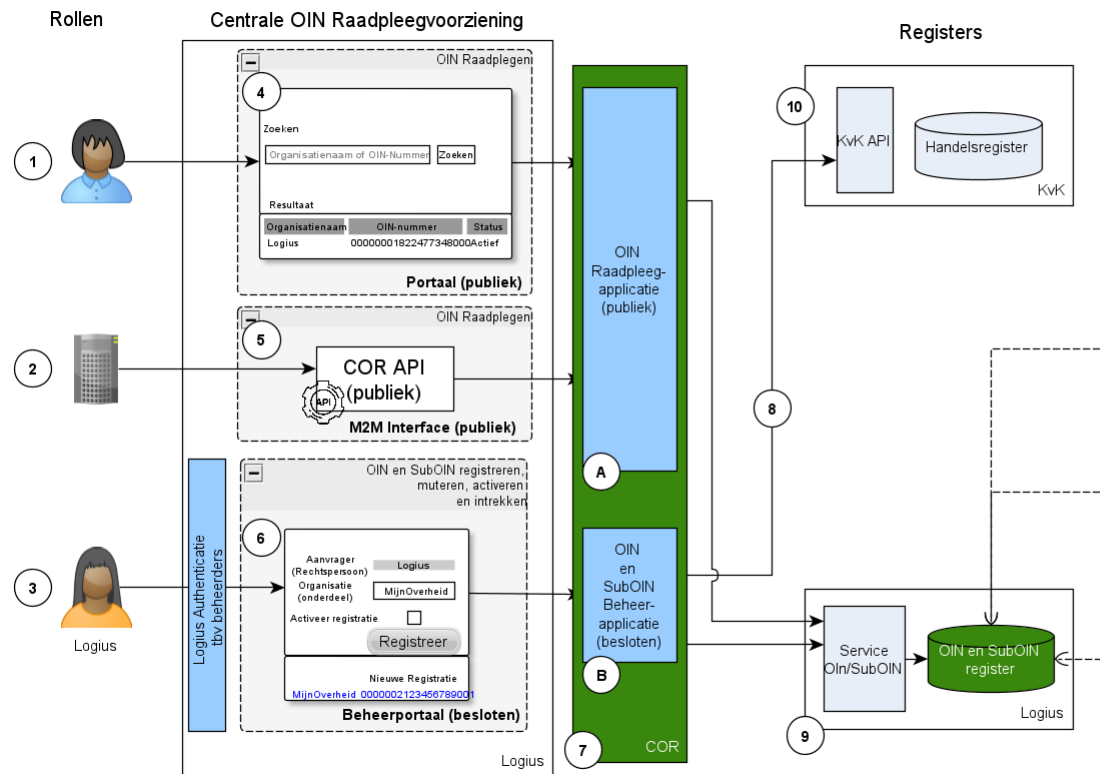 Rollen
Centrale OIN Raadpleegvoorziening
Registers
1
2
3
Logius
OIN Raadplegen
4
Zoeken
Organisatienaam of OIN-Nummer
Zoeken
Resultaat
Organisatienaam
OIN-nummer
Status
Logius
00000001822477348000
Actief
Portaal (publiek)
OIN Raadplegen
5
COR API
(publiek)
API
M2M Interface (publiek)
Logius Authenticatie
tbv beheerders
OIN en SubOIN registreren,
muteren, activeren
en intrekken
6
Aanvrager
(Rechtspersoon)
Logius
Organisatie
(onderdeel)
MijnOverheid
Activeer registratie
Registreer
Nieuwe Registratie
MijnOverheid 0000002123456789001
Beheerportaal (besloten)
Logius
OIN
Raadpleeg-
applicatie
(publiek)
A
OIN
en
SubOIN
Beheer-
applicatie
(besloten)
B
7
COR
8
10
KvK API
Handelsregister
KvK
Service
OIn/SubOIN
OIN en SubOIN
register
9
Logius